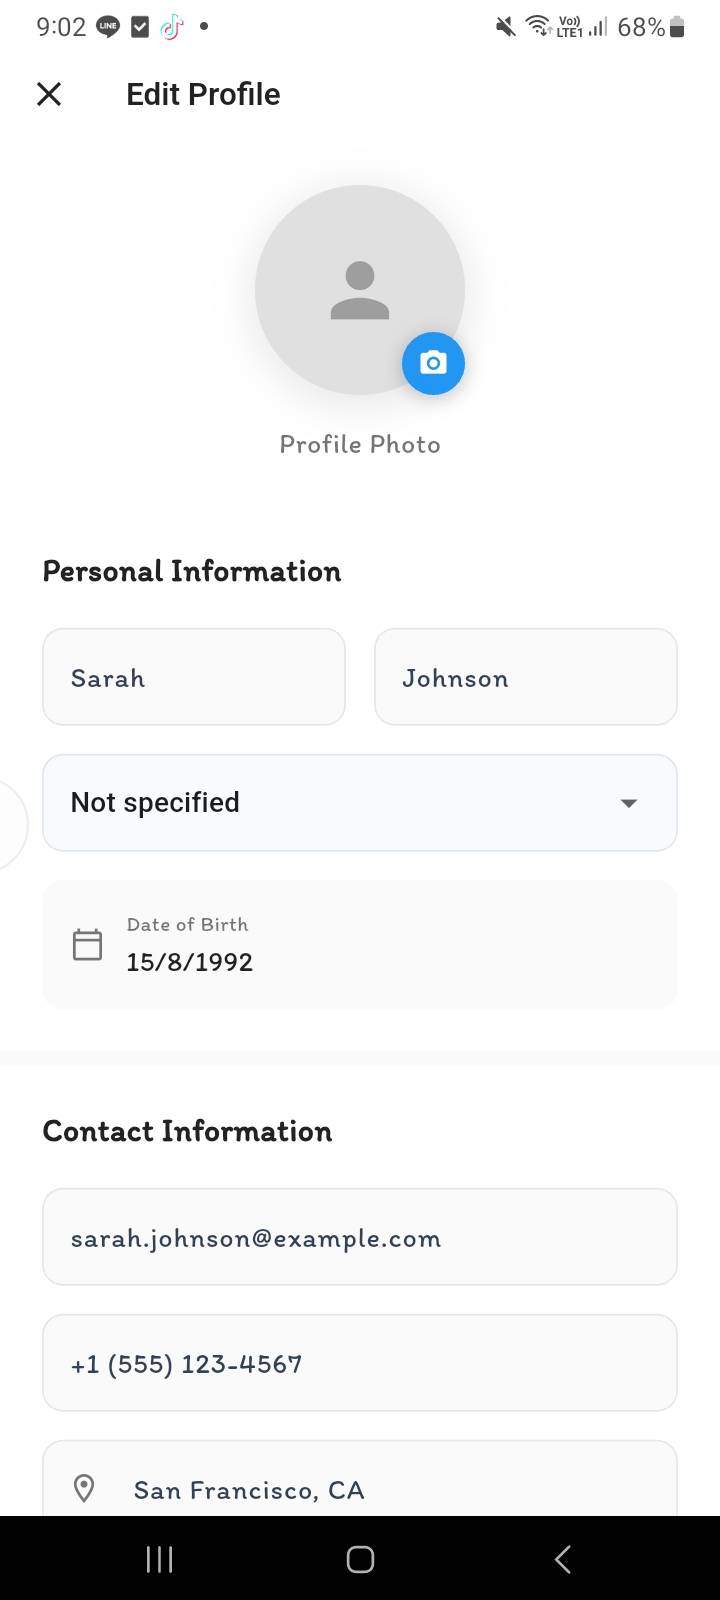 9:02 LINE Vo)) LTE1 68%
Edit Profile
Profile Photo
Personal Information
Sarah Johnson
Not specified
Date of Birth
15/8/1992
Contact Information
sarah.johnson@example.com
+1 (555) 123-4567
San Francisco, CA